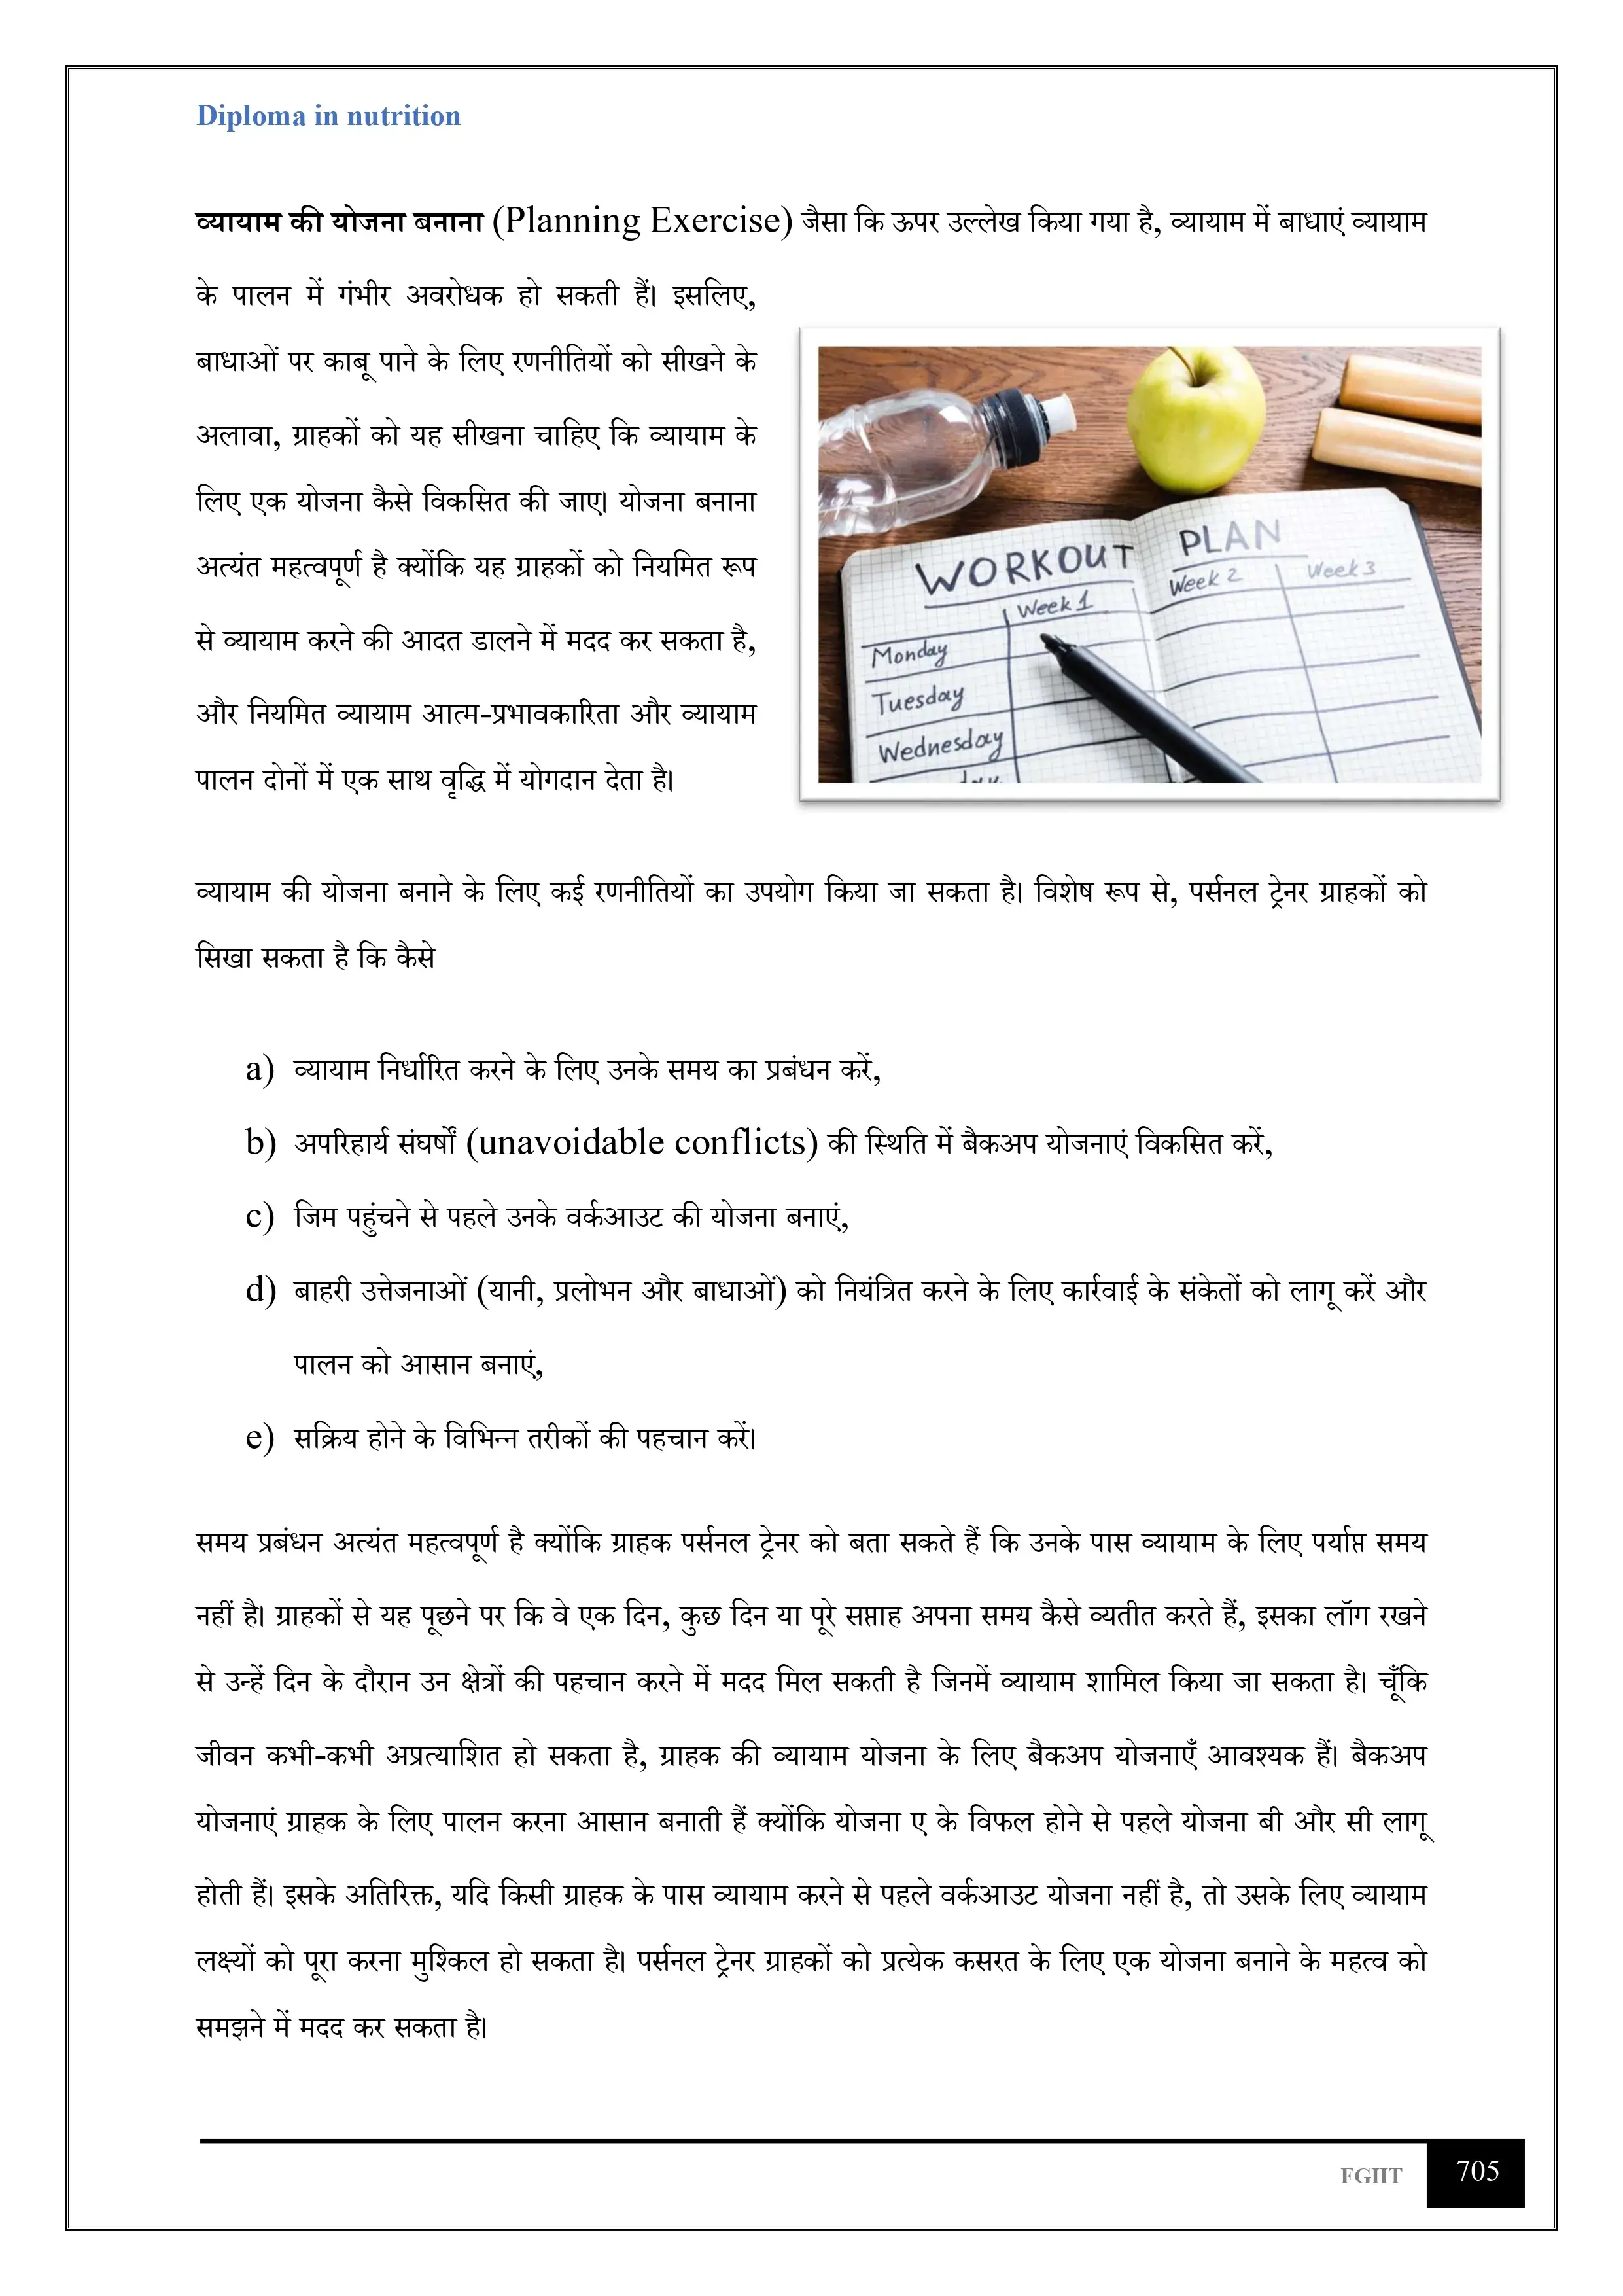 Diploma in nutrition
व्यायाम की योजना बनाना (Planning Exercise) जैसा कि ऊपर उल्लेख किया गया है, व्यायाम में बाधाएं व्यायाम
के पालन में गंभीर अवरोधक हो सकती हैं। इसलिए,
बाधाओं पर काबू पाने के लिए रणनीतियों को सीखने के
अलावा, ग्राहकों को यह सीखना चाहिए कि व्यायाम के
लिए एक योजना कैसे विकसित की जाए। योजना बनाना
अत्यंत महत्वपूर्ण है क्योंकि यह ग्राहकों को नियमित रूप
से व्यायाम करने की आदत डालने में मदद कर सकता है,
और नियमित व्यायाम आत्म-प्रभावकारिता और व्यायाम
पालन दोनों में एक साथ वृद्धि में योगदान देता है।
WORKOUT PLAN
Week 1 Week 2 Week 3
Monday
Tuesday
Wednesday
व्यायाम की योजना बनाने के लिए कई रणनीतियों का उपयोग किया जा सकता है। विशेष रूप से, पर्सनल ट्रेनर ग्राहकों को
सिखा सकता है कि कैसे
a) व्यायाम निर्धारित करने के लिए उनके समय का प्रबंधन करें,
b) अपरिहार्य संघर्षों (unavoidable conflicts) की स्थिति में बैकअप योजनाएं विकसित करें,
c) जिम पहुंचने से पहले उनके वर्कआउट की योजना बनाएं,
d) बाहरी उत्तेजनाओं (यानी, प्रलोभन और बाधाओं) को नियंत्रित करने के लिए कार्रवाई के संकेतों को लागू करें और
पालन को आसान बनाएं,
e) सक्रिय होने के विभिन्न तरीकों की पहचान करें।
समय प्रबंधन अत्यंत महत्वपूर्ण है क्योंकि ग्राहक पर्सनल ट्रेनर को बता सकते हैं कि उनके पास व्यायाम के लिए पर्याप्त समय
नहीं है। ग्राहकों से यह पूछने पर कि वे एक दिन, कुछ दिन या पूरे सप्ताह अपना समय कैसे व्यतीत करते हैं, इसका लॉग रखने
से उन्हें दिन के दौरान उन क्षेत्रों की पहचान करने में मदद मिल सकती है जिनमें व्यायाम शामिल किया जा सकता है। चूँकि
जीवन कभी-कभी अप्रत्याशित हो सकता है, ग्राहक की व्यायाम योजना के लिए बैकअप योजनाएँ आवश्यक हैं। बैकअप
योजनाएं ग्राहक के लिए पालन करना आसान बनाती हैं क्योंकि योजना ए के विफल होने से पहले योजना बी और सी लागू
होती हैं। इसके अतिरिक्त, यदि किसी ग्राहक के पास व्यायाम करने से पहले वर्कआउट योजना नहीं है, तो उसके लिए व्यायाम
लक्ष्यों को पूरा करना मुश्किल हो सकता है। पर्सनल ट्रेनर ग्राहकों को प्रत्येक कसरत के लिए एक योजना बनाने के महत्व को
समझने में मदद कर सकता है।
FGIIT 705